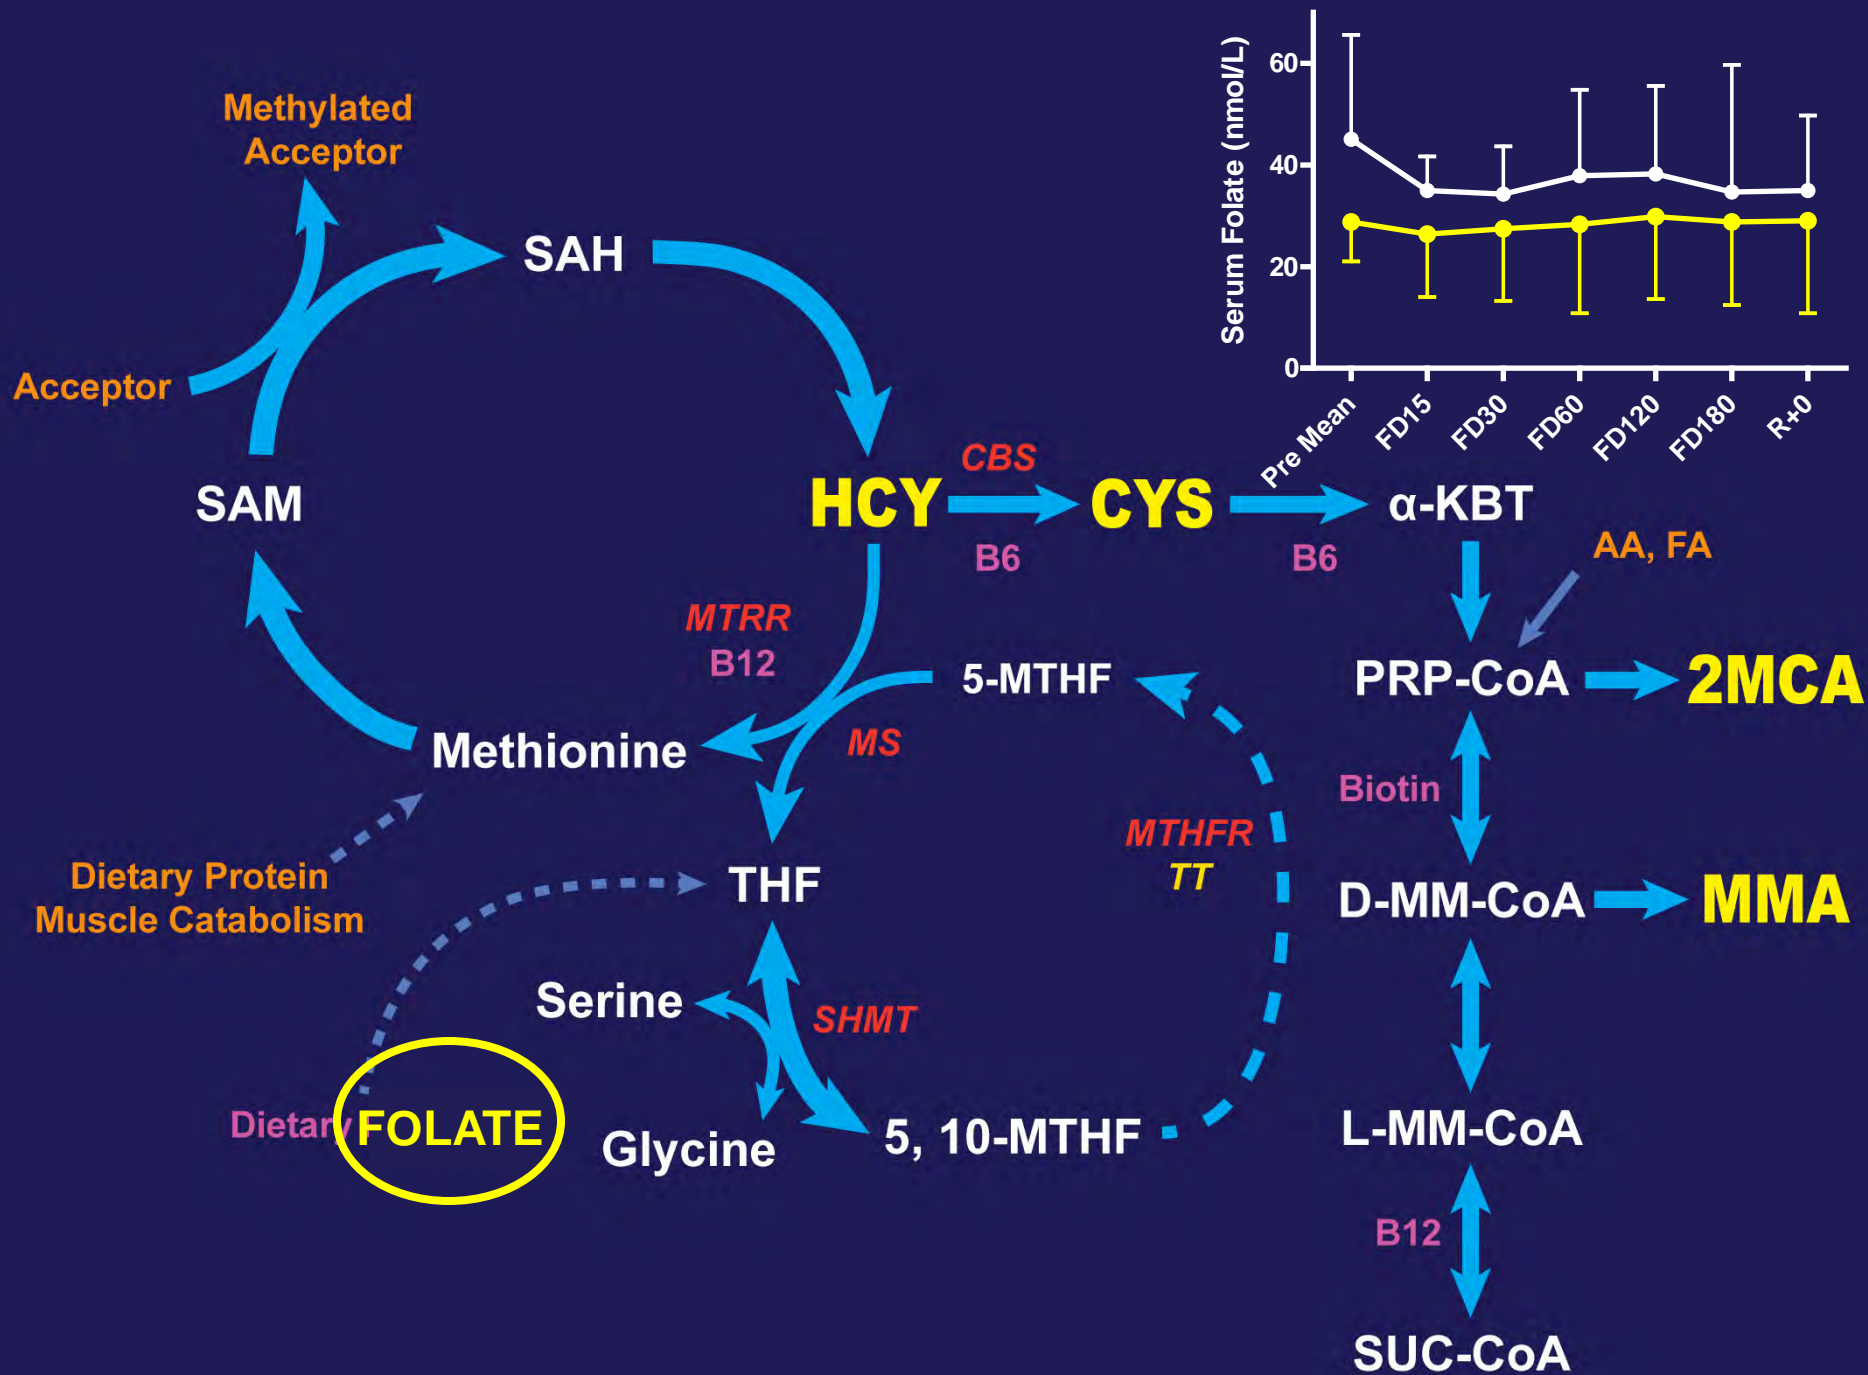 Methylated
Acceptor
SAH
Acceptor
SAM
Serum Folate (nmol/L)
60
40
20
0
Pre Mean
FD15
FD30
FD60
FD120
FD180
R+0
HCY
CBS
B6
CYS
B6
α-KBT
AA, FA
MTRR
B12
5-MTHF
PRP-CoA
2MCA
Methionine
MS
Biotin
MTHFR
TT
Dietary Protein
Muscle Catabolism
THF
D-MM-CoA
MMA
Serine
SHMT
Dietary FOLATE
Glycine
5, 10-MTHF
L-MM-CoA
B12
SUC-CoA